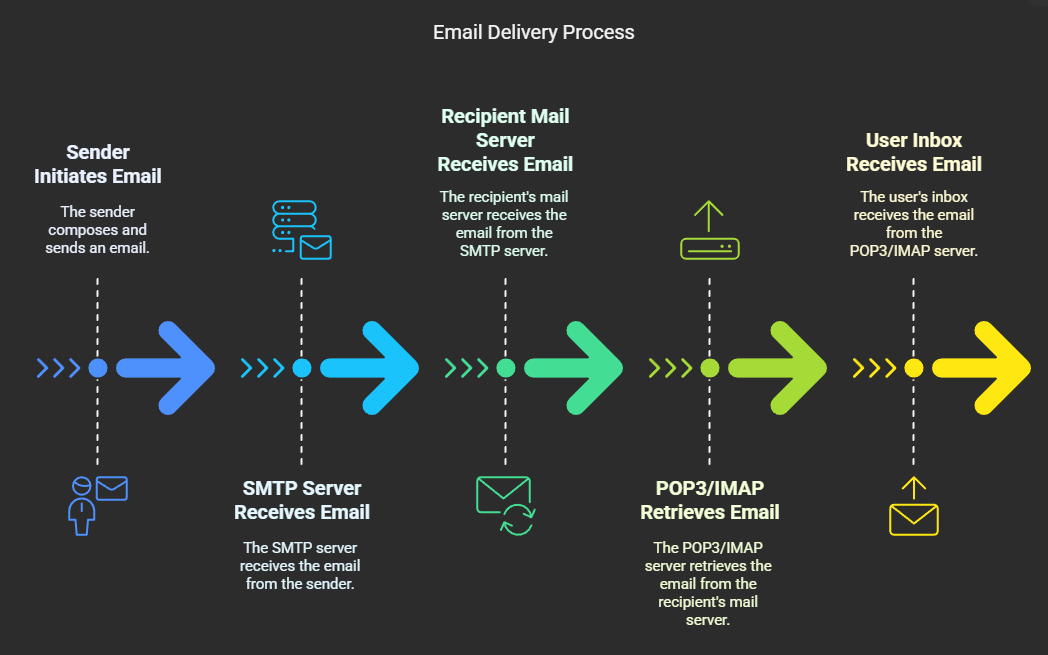 Email Delivery Process
Sender
Initiates Email
The sender
composes and
sends an email.
SMTP Server
Receives Email
The SMTP server
receives the email
from the sender.
Recipient Mail
Server
Receives Email
The recipient's mail
server receives the
email from the
SMTP server.
POP3/IMAP
Retrieves Email
The POP3/IMAP
server retrieves the
email from the
recipient's mail
server.
User Inbox
Receives Email
The user's inbox
receives the email
from the
POP3/IMAP server.